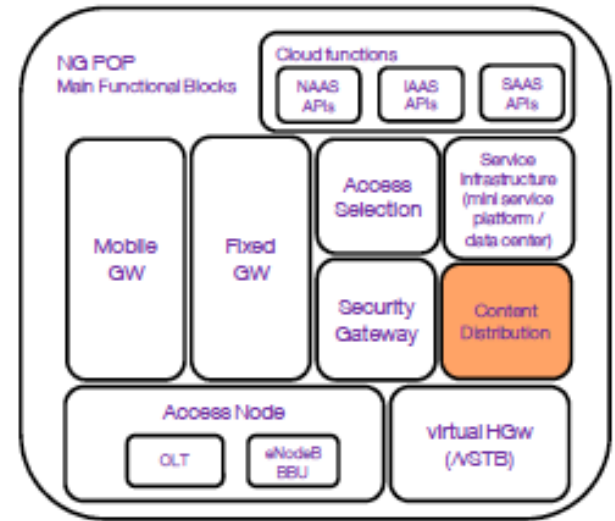 NG POP
Main Functional Blocks
Cloud functions
NAAS
APIs
IAAS
APIs
SAAS
APIs
Mobile
GW
Fixed
GW
Access
Selection
Service
Infrastructure
(mini service
platform /
data center)
Security
Gateway
Content
Distribution
Access Node
OLT
eNodeB
BBU
virtual HGw
(/vSTB)